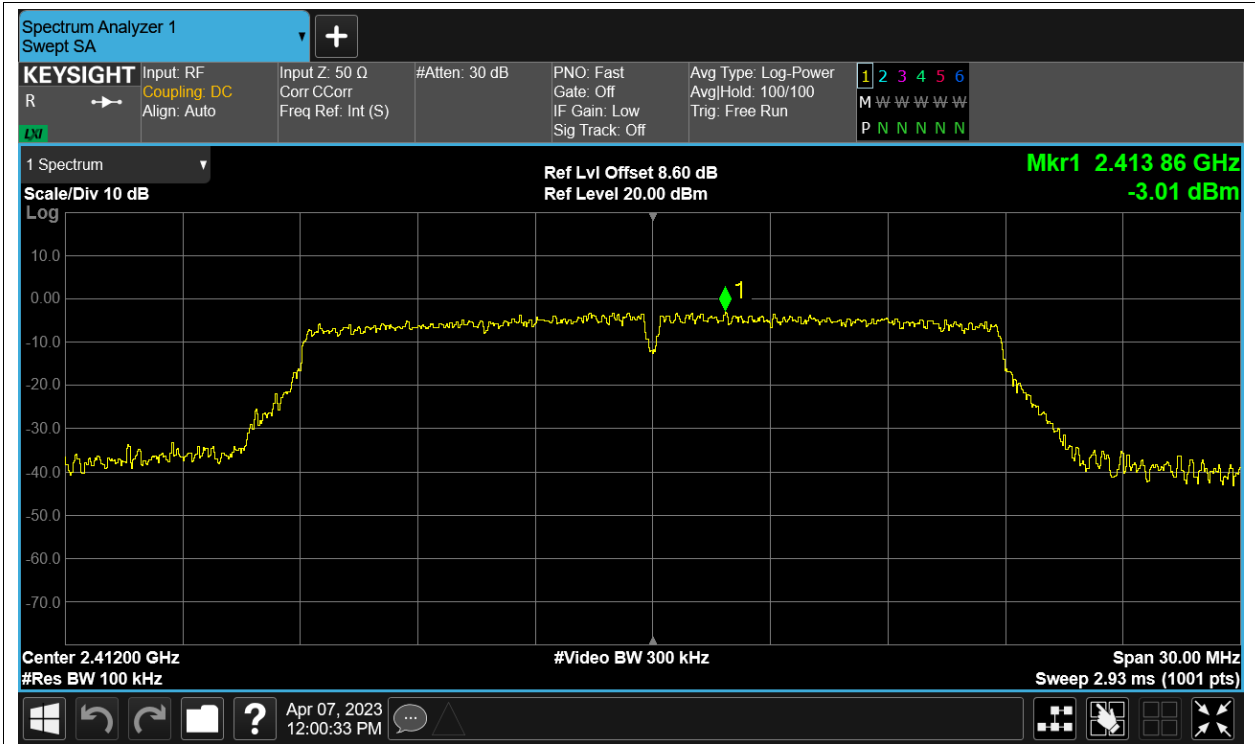 Spectrum Analyzer 1
Swept SA
+
KEYSIGHT
R
LXI
Input: RF
Coupling: DC
Align: Auto
Input Z: 50 Ω
Corr CCorr
Freq Ref: Int (S)
#Atten: 30 dB
PNO: Fast
Gate: Off
IF Gain: Low
Sig Track: Off
Avg Type: Log-Power
Avg|Hold: 100/100
Trig: Free Run
1 2 3 4 5 6
M W W W W W
P N N N N N
1 Spectrum
Scale/Div 10 dB
Log
Ref Lvl Offset 8.60 dB
Ref Level 20.00 dBm
Mkr1 2.413 86 GHz
-3.01 dBm
10.0
0.00
-10.0
-20.0
-30.0
-40.0
-50.0
-60.0
-70.0
1
Center 2.41200 GHz
#Res BW 100 kHz
#Video BW 300 kHz
Span 30.00 MHz
Sweep 2.93 ms (1001 pts)
?
Apr 07, 2023
12:00:33 PM